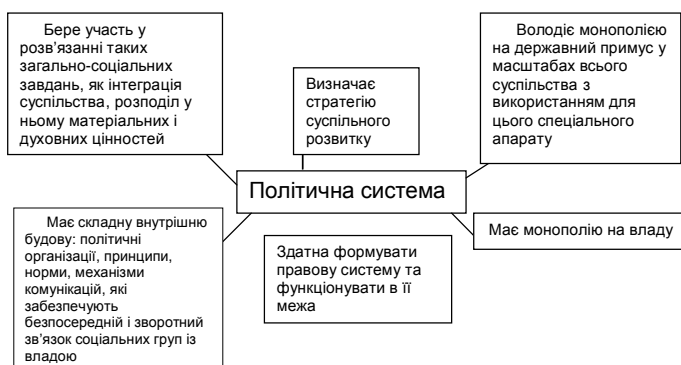 Бере участь у
розв'язанні таких
загально-соціальних
завдань, як інтеграція
суспільства, розподіл у
ньому матеріальних і
духовних цінностей
Визначає
стратегію
суспільного
розвитку
Володіє монополією
на державний примус у
масштабах всього
суспільства з
використанням для
цього спеціального
апарату
Політична система
Має складну внутрішню
будову: політичні
організації, принципи,
норми, механізми
комунікацій, які
забезпечують
безпосередній і зворотний
зв'язок соціальних груп із
владою
Здатна формувати
правову систему та
функціонувати в її
межа
Має монополію на владу